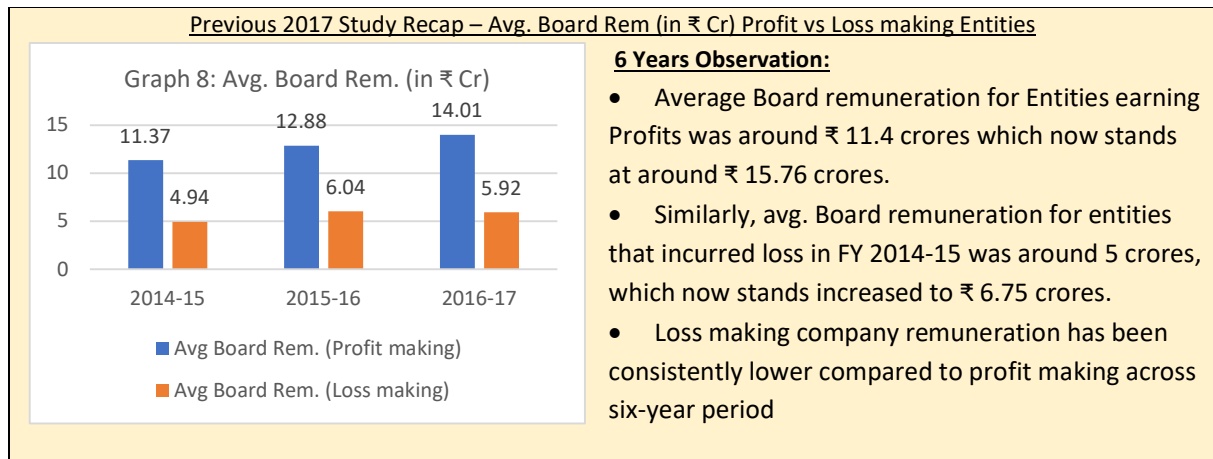 Previous 2017 Study Recap – Avg. Board Rem (in ₹ Cr) Profit vs Loss making Entities
Graph 8: Avg. Board Rem. (in ₹ Cr)
15
10
5
0
11.37
4.94
12.88
6.04
14.01
5.92
2014-15
2015-16
2016-17
Avg Board Rem. (Profit making)
Avg Board Rem. (Loss making)
6 Years Observation:
• Average Board remuneration for Entities earning
Profits was around ₹ 11.4 crores which now stands
at around ₹ 15.76 crores.
• Similarly, avg. Board remuneration for entities
that incurred loss in FY 2014-15 was around 5 crores,
which now stands increased to ₹ 6.75 crores.
• Loss making company remuneration has been
consistently lower compared to profit making across
six-year period